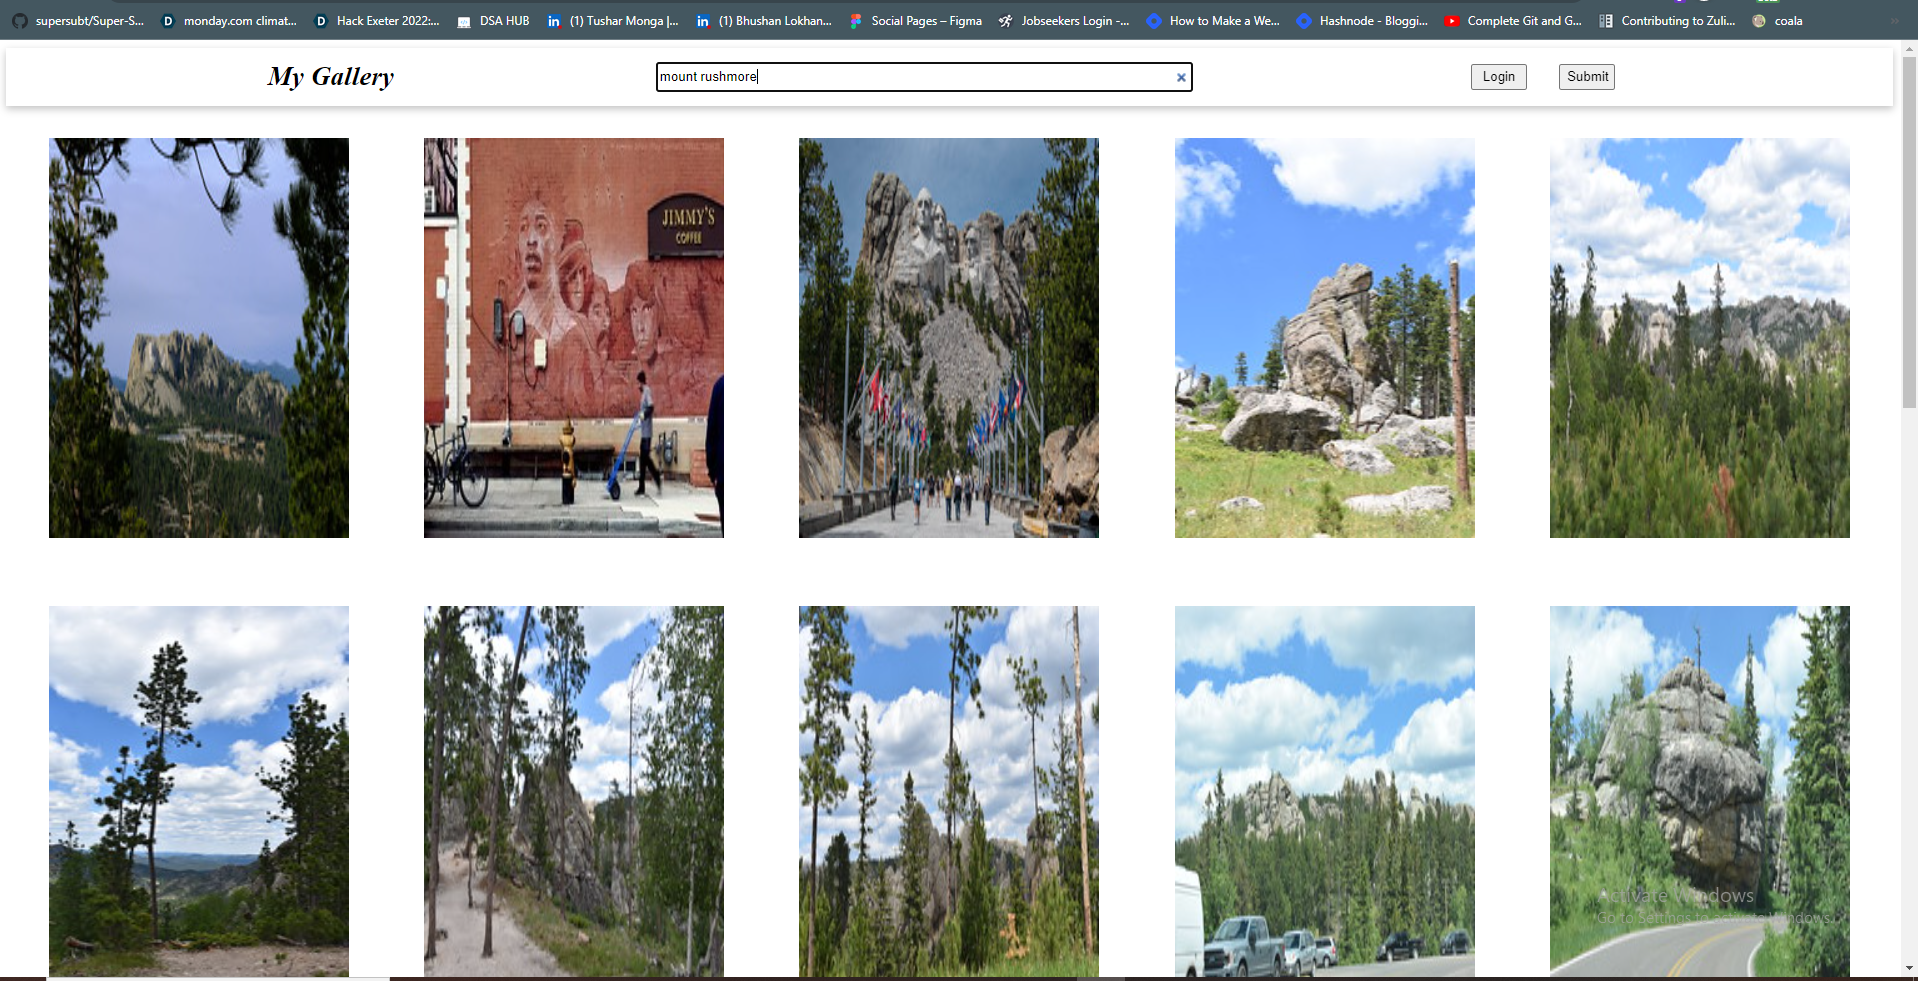 supersubt/Super-S...
monday.com climat...
Hack Exeter 2022:...
DSA HUB
(1) Tushar Monga |...
(1) Bhushan Lokhan...
Social Pages – Figma
Jobseekers Login -...
How to Make a We...
Hashnode - Bloggi...
Complete Git and G...
Contributing to Zuli...
coala
My Gallery
mount rushmore
Login
Submit
JIMMY'S
COFFEE
Activate Windows
Go to Settings to activate Windows.